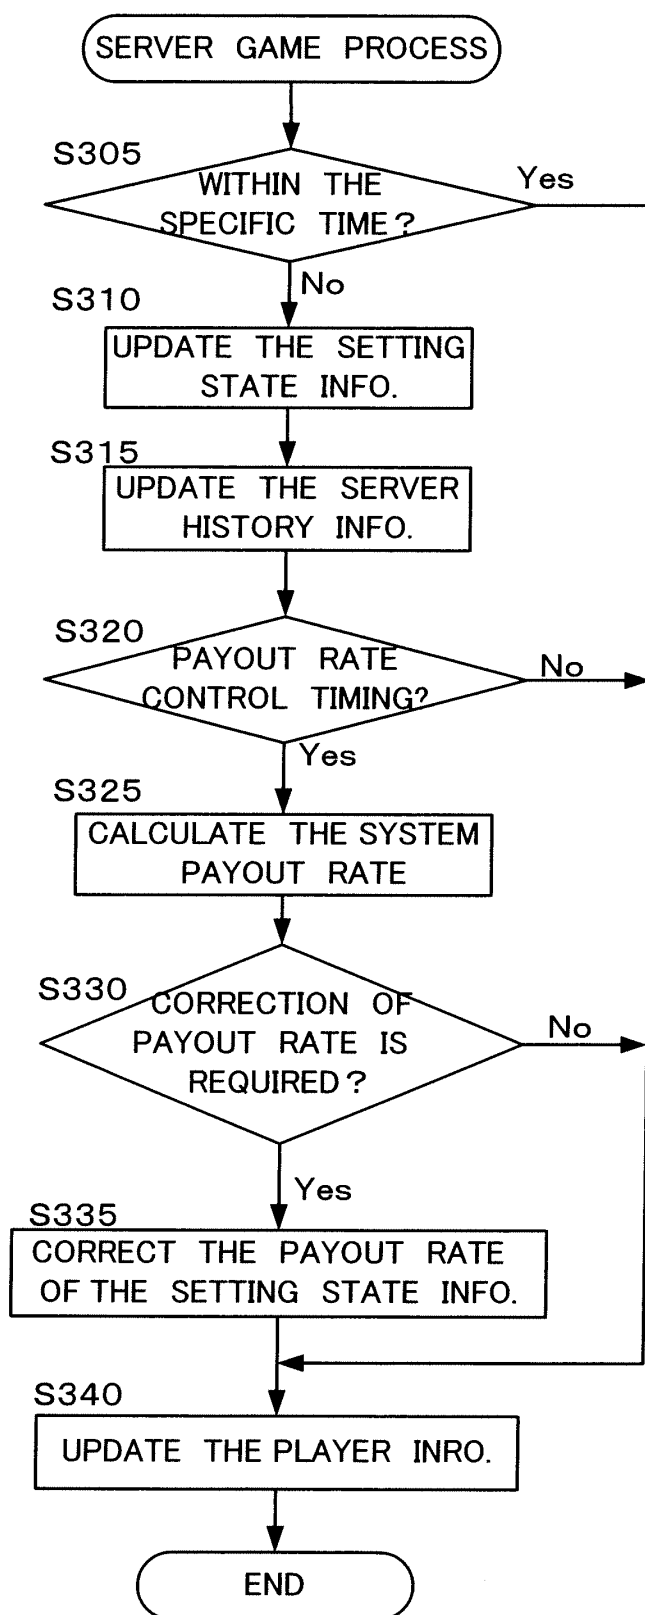 SERVER GAME PROCESS
S305
WITHIN THE
SPECIFIC TIME?
Yes
No
S310
UPDATE THE SETTING
STATE INFO.
S315
UPDATE THE SERVER
HISTORY INFO.
S320
PAYOUT RATE
CONTROL TIMING?
No
Yes
S325
CALCULATE THE SYSTEM
PAYOUT RATE
S330
CORRECTION OF
PAYOUT RATE IS
REQUIRED?
No
Yes
S335
CORRECT THE PAYOUT RATE
OF THE SETTING STATE INFO.
S340
UPDATE THE PLAYER INRO.
END